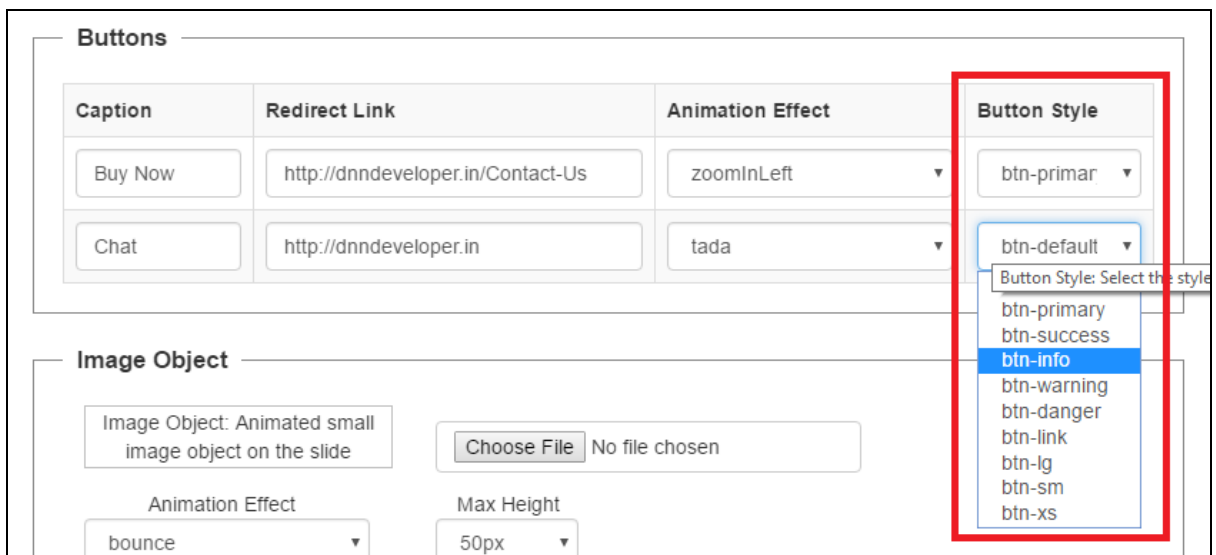 Buttons
Caption Redirect Link Animation Effect Button Style
Buy Now http://dnndeveloper.in/Contact-Us zoomInLeft btn-primar
Chat http://dnndeveloper.in tada btn-default
Button Style: Select the style
btn-primary
btn-success
btn-info
btn-warning
btn-danger
btn-link
btn-lg
btn-sm
btn-xs
Image Object
Image Object: Animated small
image object on the slide
Choose File No file chosen
Animation Effect Max Height
bounce 50px